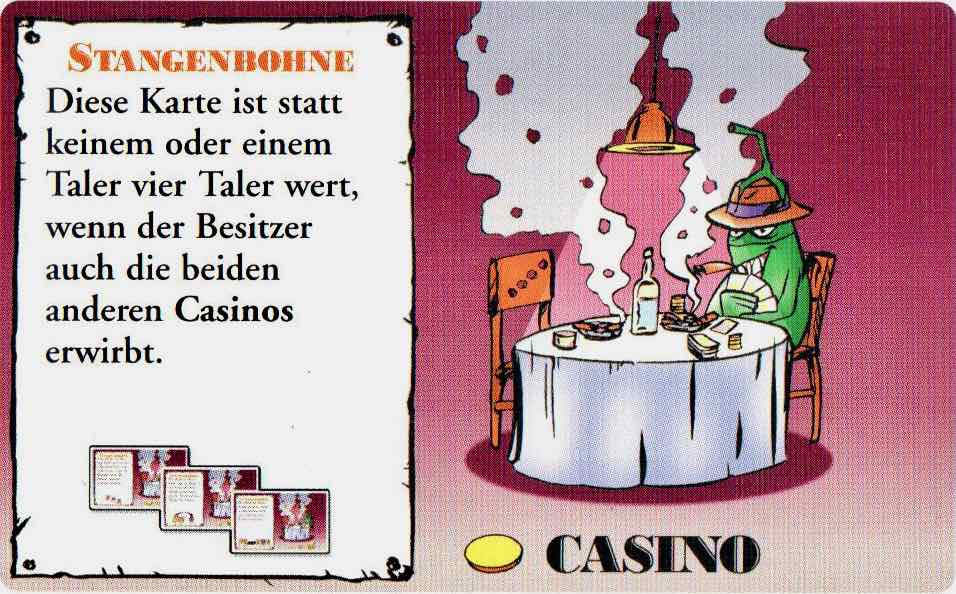 STANGENBOHNE
Diese Karte ist statt
keinem oder einem
Taler vier Taler wert,
wenn der Besitzer
auch die beiden
anderen Casinos
erwirbt.
CASINO